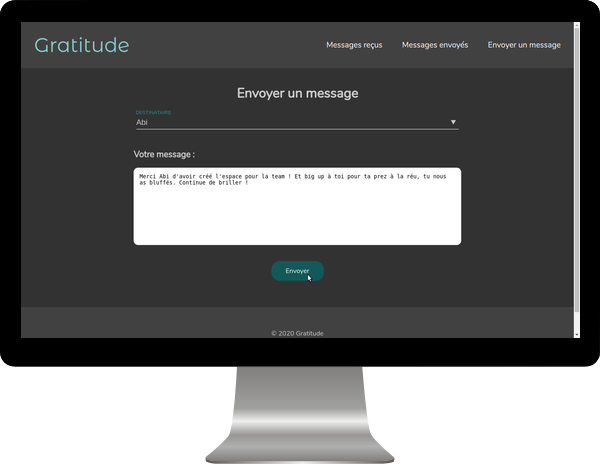 Gratitude
Messages reçus
Messages envoyés
Envoyer un message
Envoyer un message
DESTINATAIRE
Abi
Votre message :
Merci Abi d'avoir créé l'espace pour la team ! Et big up à toi pour ta prez à la réu, tu nous
as bluffés. Continue de briller !
Envoyer
© 2020 Gratitude